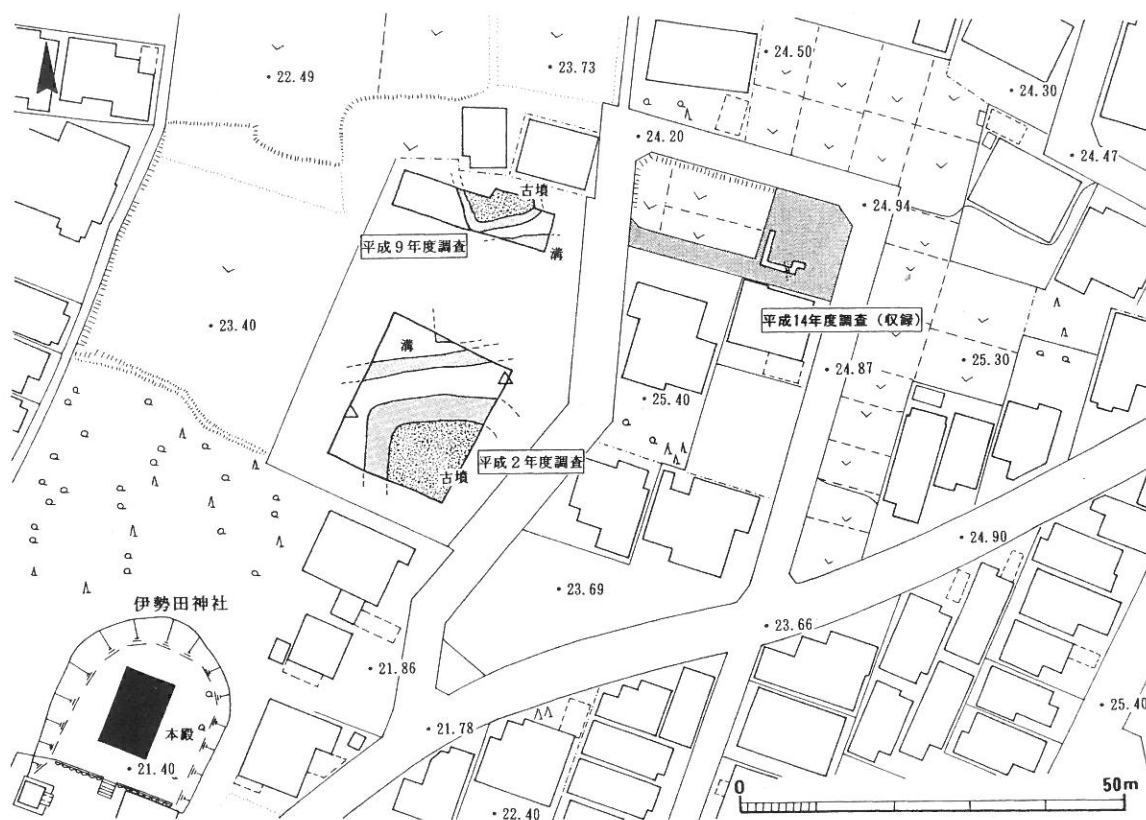 ・24.50
・23.73
・22.49
・24.30
・24.20
・24.47
古墳
・24.94
平成9年度調査
溝
・23.40
平成14年度調査（収録）
溝
・25.30
・24.87
・25.40
平成2年度調査
古墳
・24.90
・23.69
伊勢田神社
・23.66
・21.86
・25.40
・21.78
本殿
・21.40
0 50m
・22.40